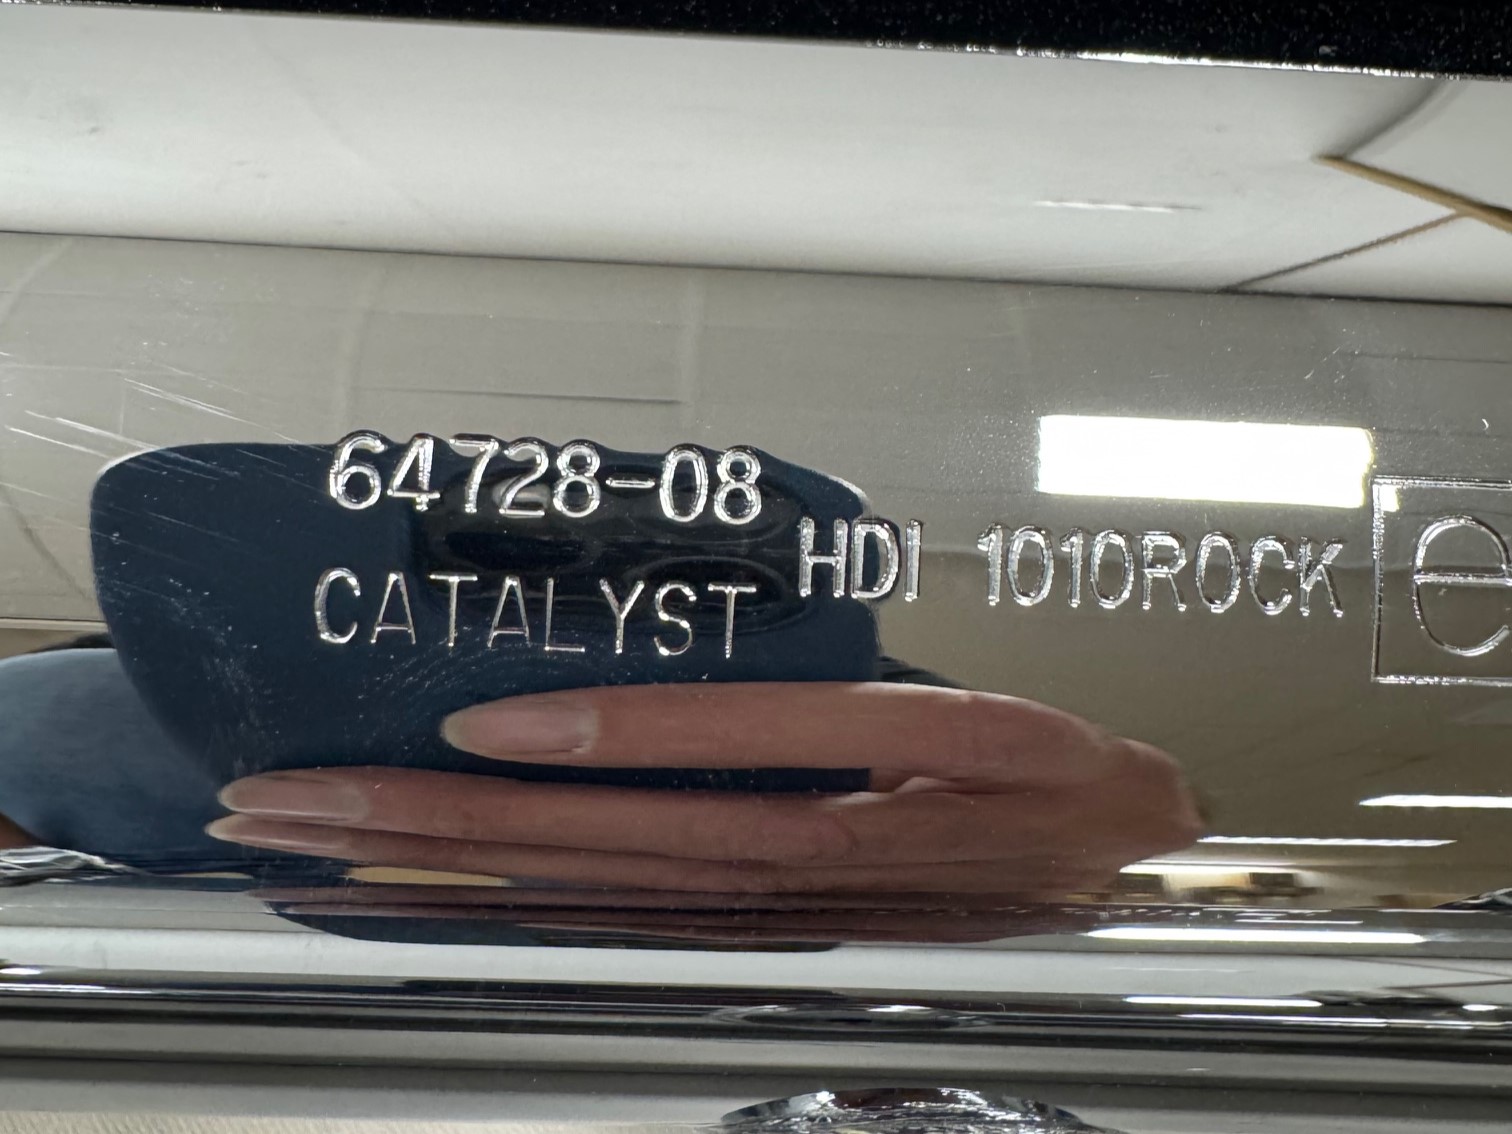 64728-08
CATALYST
HDI 1010ROCK e